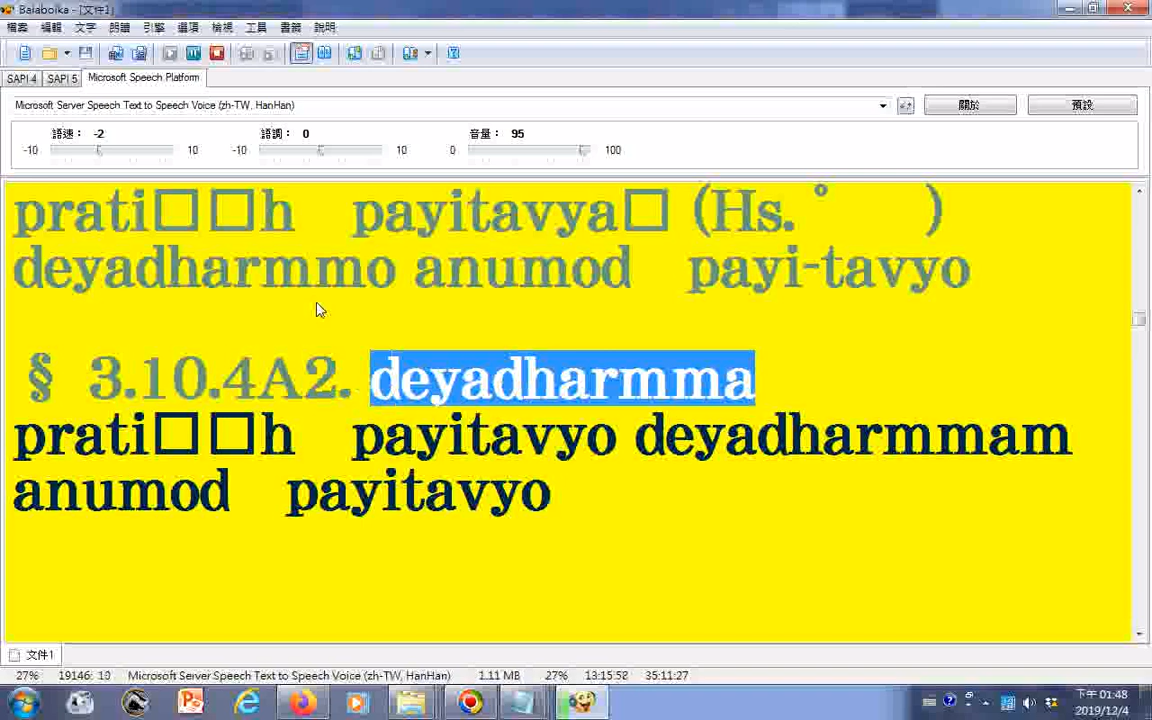 Balabolka - [文件1]
檔案 編輯 文字 朗讀 引擎 選項 檢視 工具 書籤 說明
SAPI 4 SAPI 5 Microsoft Speech Platform
Microsoft Server Speech Text to Speech Voice (zh-TW, HanHan) 關於 預設
語速： -2 語調： 0 音量： 95
-10 10 -10 10 0 100
prati□□h payitavya□ (Hs.° )
deyadharmmo anumod payi-tavyo
§ 3.10.4A2. deyadharmma
prati□□h payitavyo deyadharmmam
anumod payitavyo
文件1
27% 19146: 10 Microsoft Server Speech Text to Speech Voice (zh-TW, HanHan) 1.11 MB 27% 13:15:52 35:11:27
下午 01:48
2019/12/4